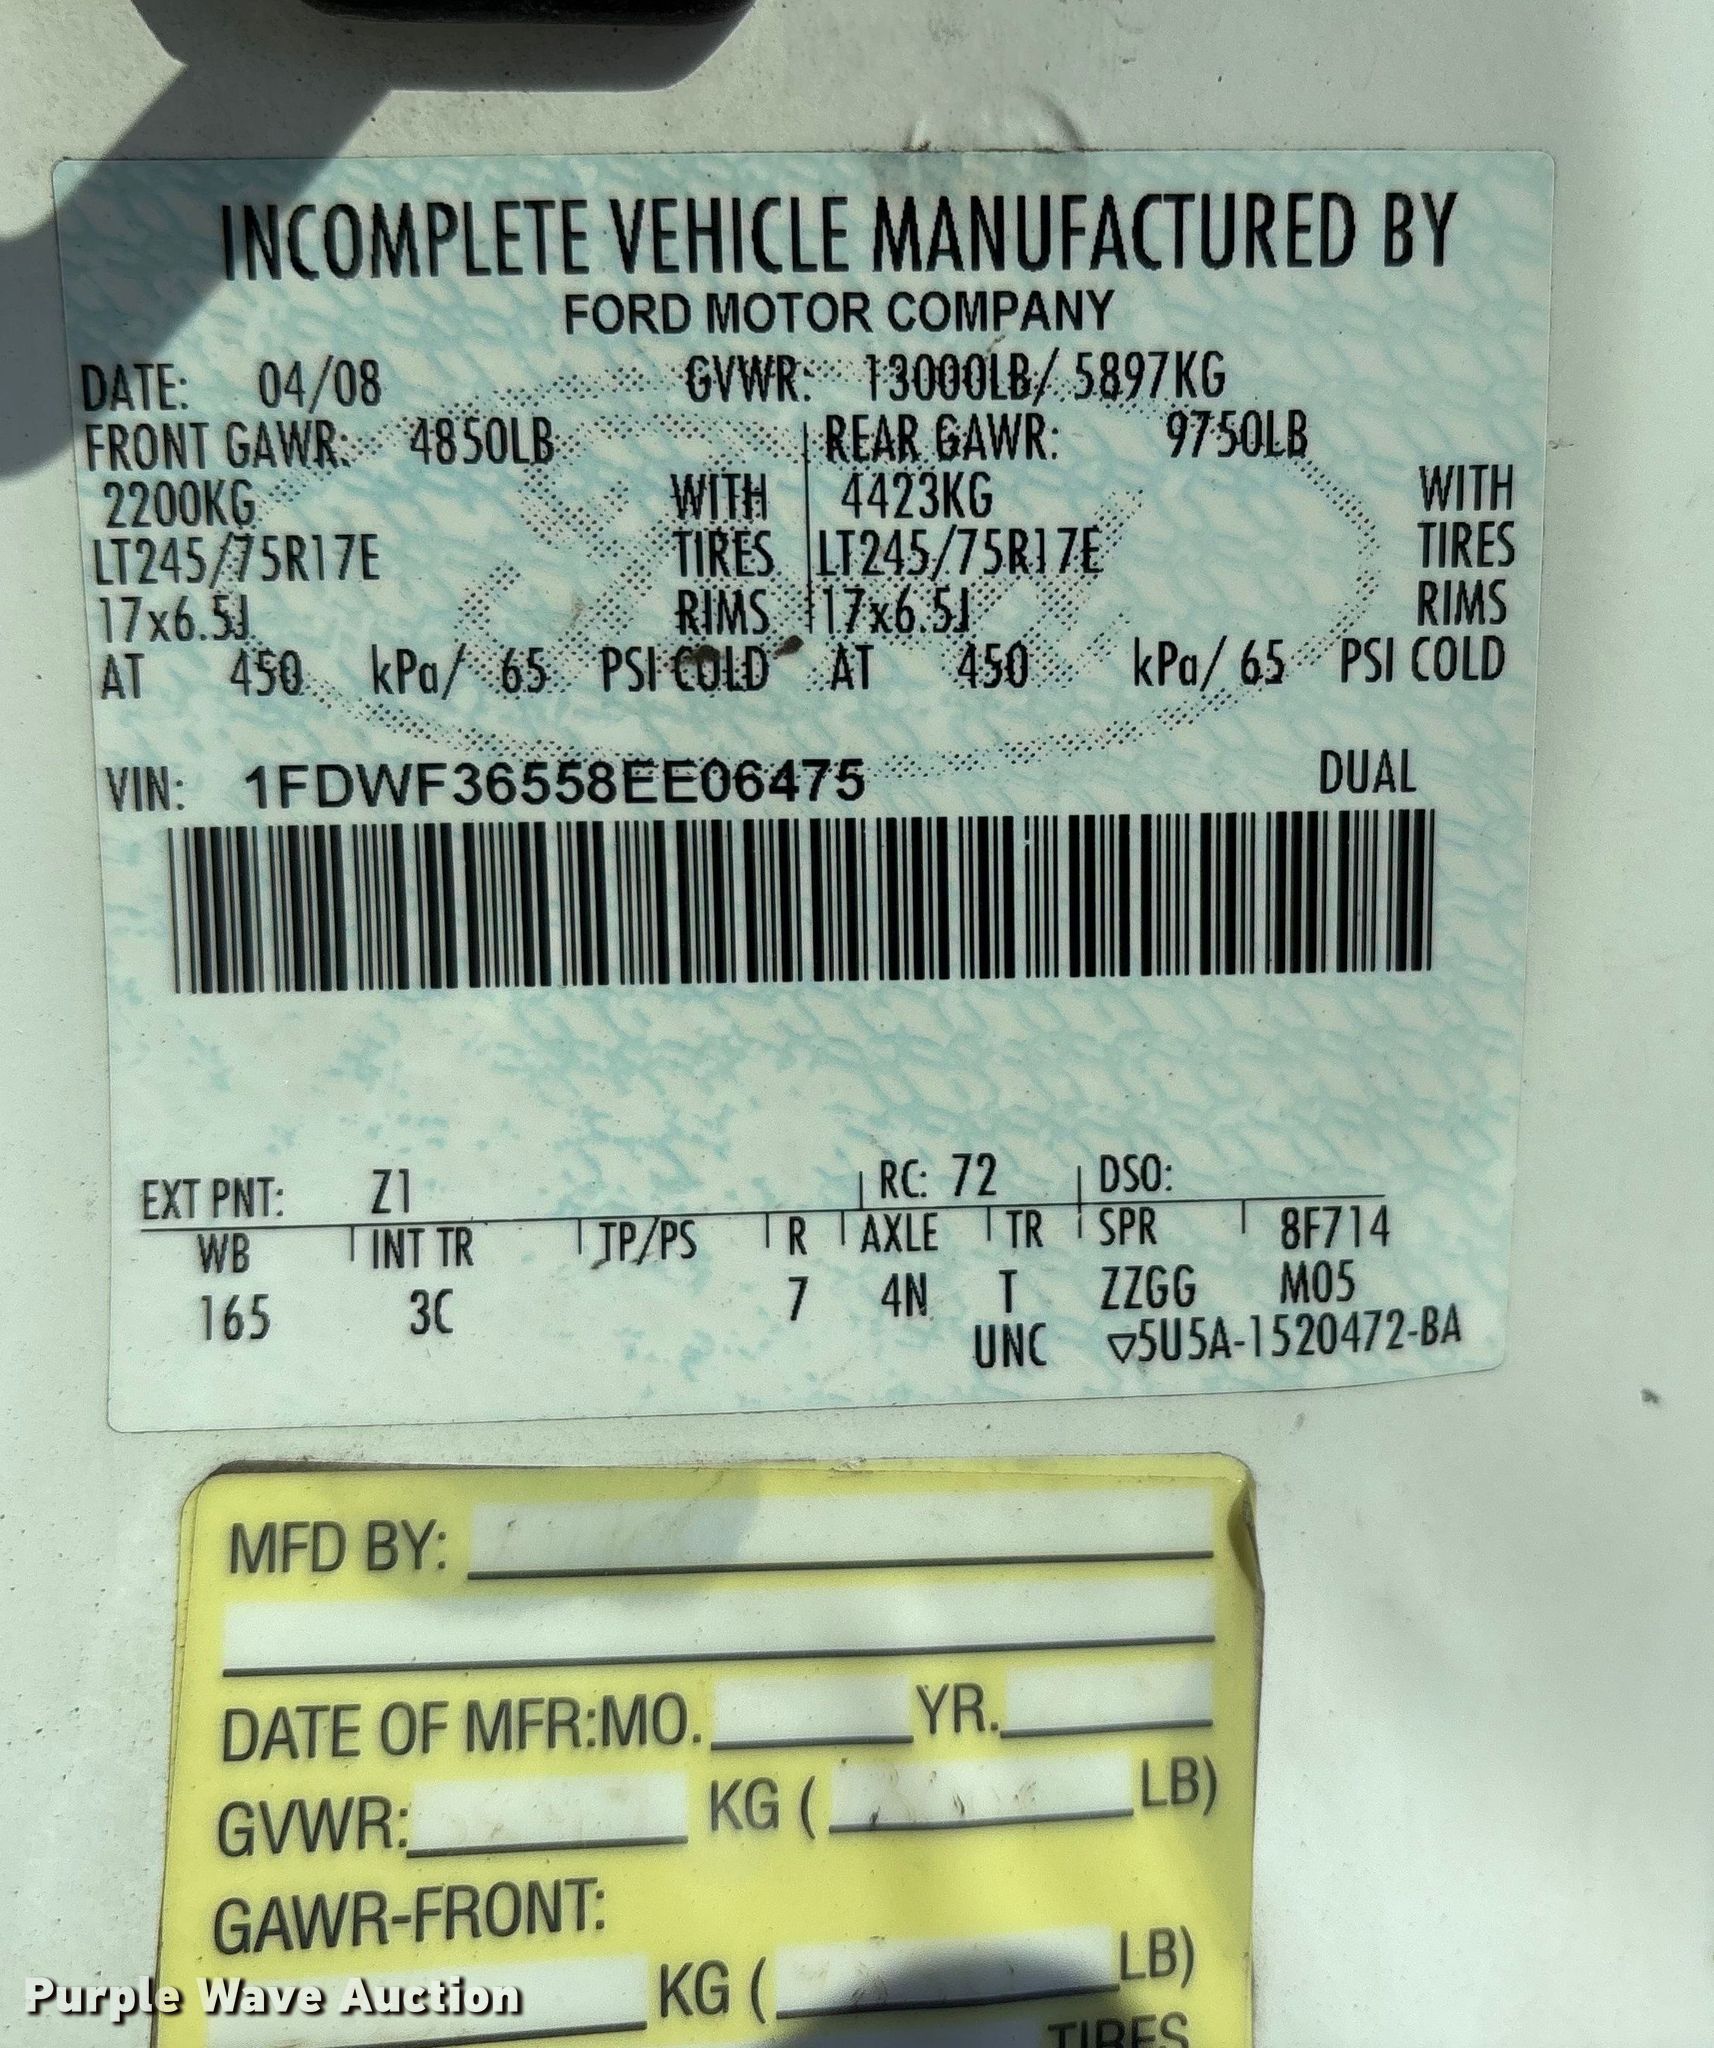 INCOMPLETE VEHICLE MANUFACTURED BY
FORD MOTOR COMPANY
DATE: 04/08 GVWR: 13000LB/ 5897KG
FRONT GAWR: 4850LB REAR GAWR: 9750LB
2200KG WITH 4423KG WITH
LT245/75R17E TIRES LT245/75R17E TIRES
17x6.5J RIMS 17x6.5J RIMS
AT 450 kPa/ 65 PSI COLD AT 450 kPa/ 65 PSI COLD
VIN: 1FDWF36558EE06475 DUAL
EXT PNT: Z1 RC: 72 DSO:
WB INT TR TP/PS R AXLE TR SPR 8F714
165 3C 7 4N T ZZGG M05
UNC ▽5U5A-1520472-BA
MFD BY:
DATE OF MFR:MO. YR.
GVWR: KG ( LB)
GAWR-FRONT:
KG ( LB)
TIRES
Purple Wave Auction